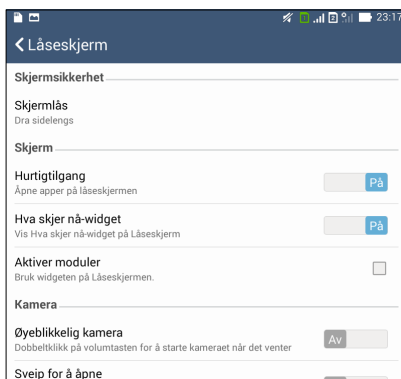 23:17
Låseskjerm
Skjermsikkerhet
Skjermlås
Dra sidelengs
Skjerm
Hurtigtilgang
Åpne apper på låseskjermen
På
Hva skjer nå-widget
Vis Hva skjer nå-widget på Låseskjerm
På
Aktiver moduler
Bruk widgeten på Låseskjermen.
Kamera
Øyeblikkelig kamera
Dobbeltklikk på volumtasten for å starte kameraet når det venter
Av
Sveip for å åpne